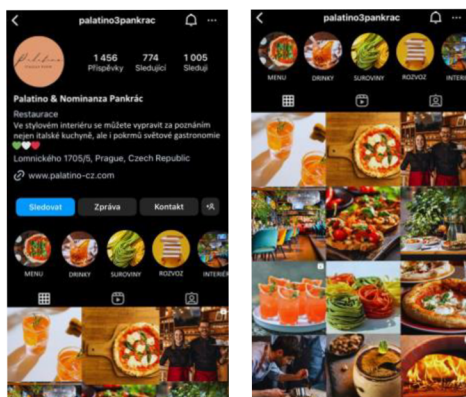 palatino3pankrac
Palatino
1 456 774 1 005
Příspěvky Sledující Sleduji
Palatino & Nominanza Pankrác
Restaurace
Ve stylovém interiéru se můžete vypravit za poznáním
nejen italské kuchyně, ale i pokrmů světové gastronomie
Lomnického 1705/5, Prague, Czech Republic
www.palatino-cz.com
Sledovat Zpráva Kontakt
MENU DRINKY SUROVINY ROZVOZ INTERIÉR
palatino3pankrac
MENU DRINKY SUROVINY ROZVOZ INTERI